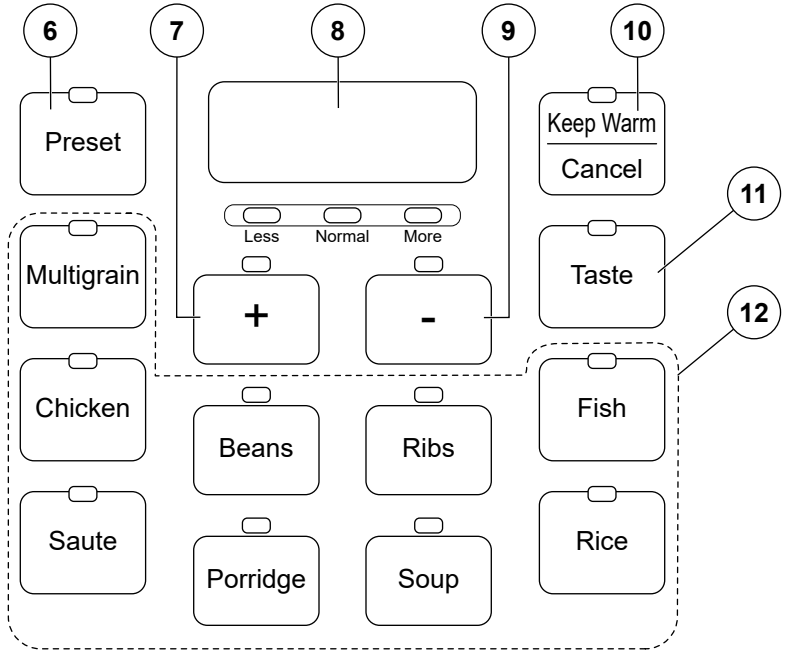 6
7
8
9
10
Preset
Keep Warm
Cancel
11
Less Normal More
Multigrain
+
-
Taste
12
Chicken
Beans
Ribs
Fish
Saute
Porridge
Soup
Rice